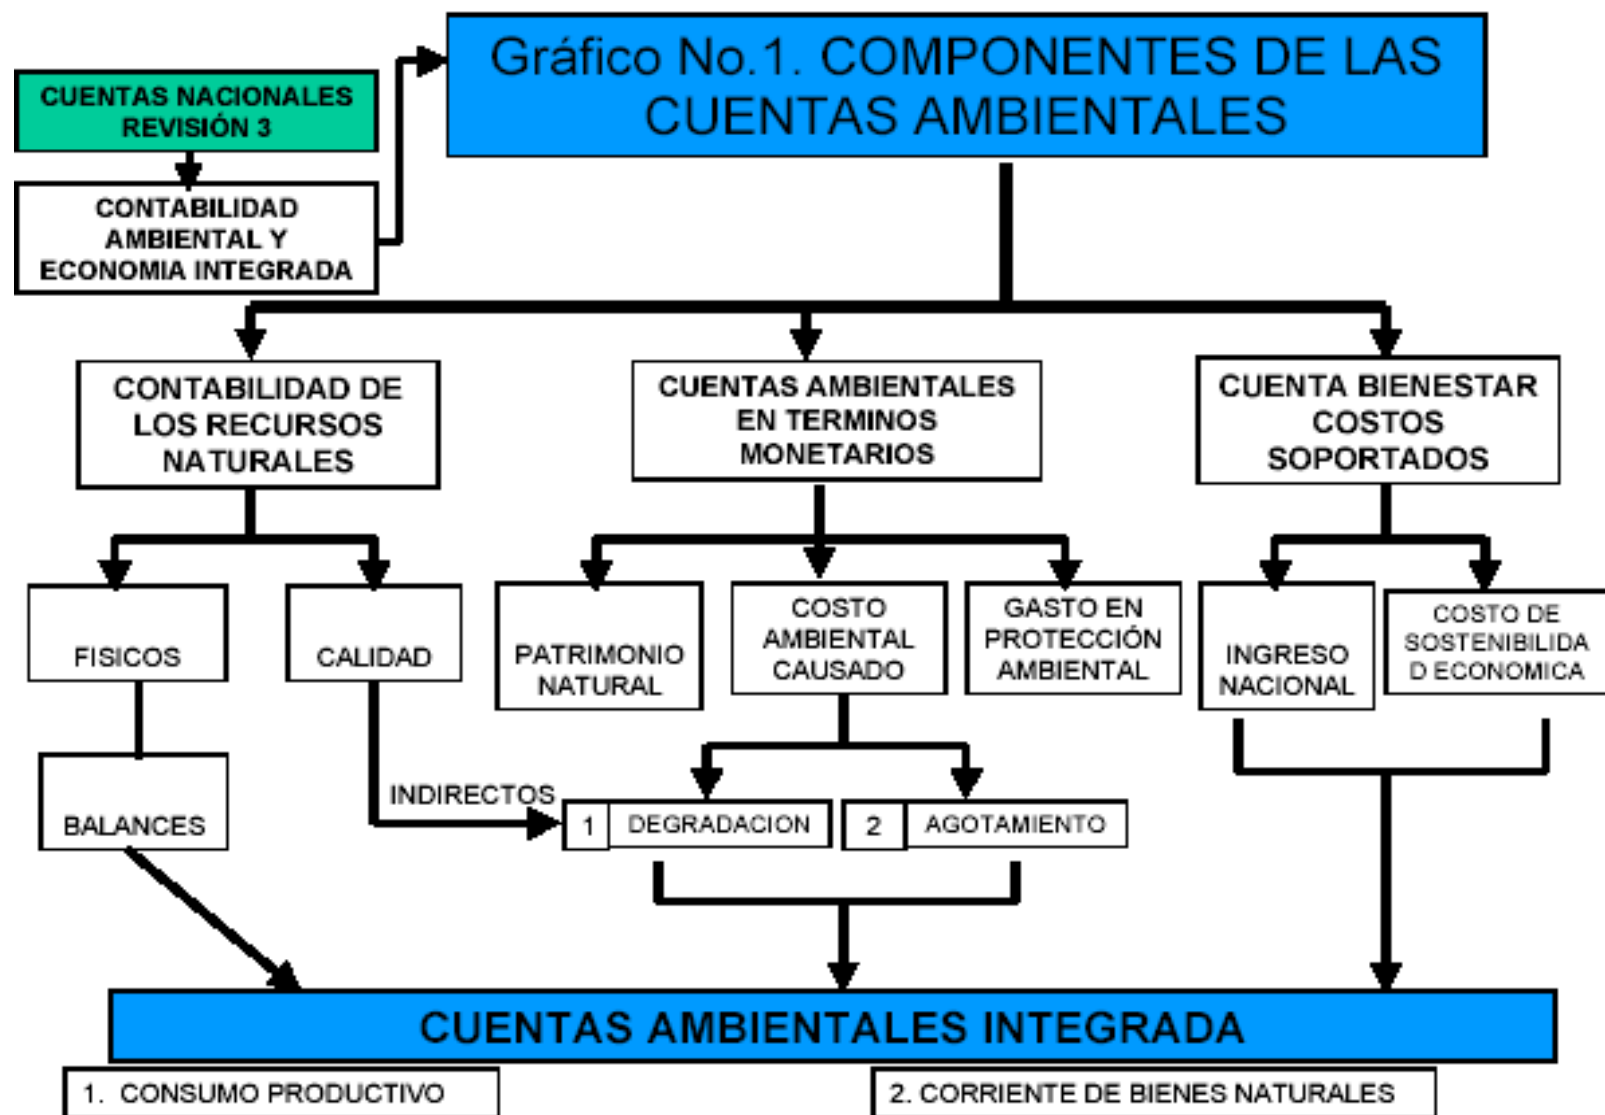 Gráfico No.1. COMPONENTES DE LAS
CUENTAS AMBIENTALES
CUENTAS NACIONALES
REVISIÓN 3
CONTABILIDAD
AMBIENTAL Y
ECONOMIA INTEGRADA
CONTABILIDAD DE
LOS RECURSOS
NATURALES
CUENTAS AMBIENTALES
EN TERMINOS
MONETARIOS
CUENTA BIENESTAR
COSTOS
SOPORTADOS
FISICOS
CALIDAD
PATRIMONIO
NATURAL
COSTO
AMBIENTAL
CAUSADO
GASTO EN
PROTECCIÓN
AMBIENTAL
INGRESO
NACIONAL
COSTO DE
SOSTENIBILIDA
D ECONOMICA
BALANCES
INDIRECTOS
1 DEGRADACION
2 AGOTAMIENTO
CUENTAS AMBIENTALES INTEGRADA
1. CONSUMO PRODUCTIVO
2. CORRIENTE DE BIENES NATURALES